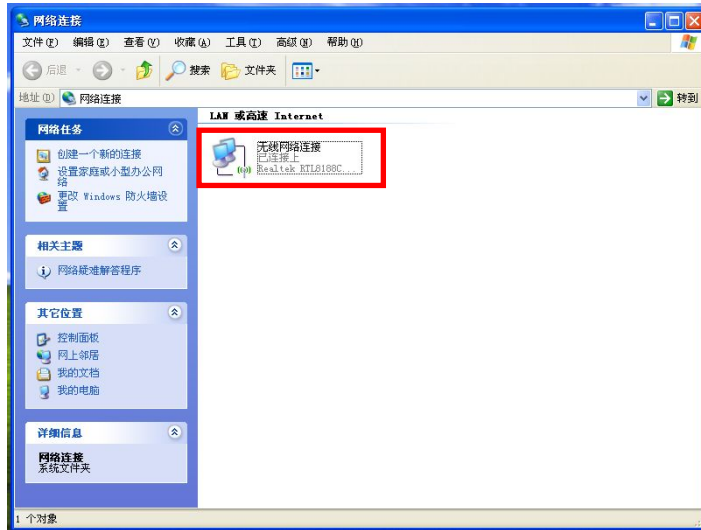 网络连接
文件(F) 编辑(E) 查看(V) 收藏(A) 工具(T) 高级(N) 帮助(H)
后退 搜索 文件夹
地址(D) 网络连接 转到
LAN 或高速 Internet
网络任务
创建一个新的连接
设置家庭或小型办公网
络
更改 Windows 防火墙设
置
无线网络连接
已连接上
Realtek RTL8188C...
相关主题
网络疑难解答程序
其它位置
控制面板
网上邻居
我的文档
我的电脑
详细信息
网络连接
系统文件夹
1 个对象